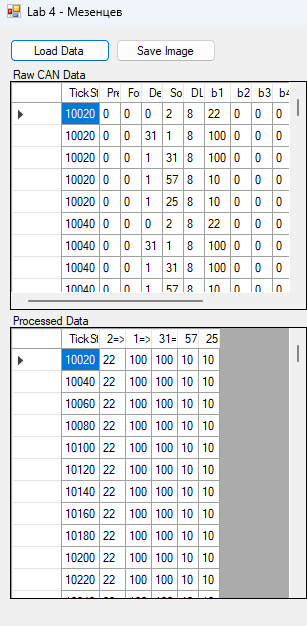 Lab 4 - Мезенцев
Load Data Save Image
Raw CAN Data
TickSt Pre Fo De So DL b1 b2 b3 b4
10020 0 0 0 2 8 22 0 0 0
10020 0 0 31 1 8 100 0 0 0
10020 0 0 1 31 8 100 0 0 0
10020 0 0 1 57 8 10 0 0 0
10020 0 0 1 25 8 10 0 0 0
10040 0 0 0 2 8 22 0 0 0
10040 0 0 31 1 8 100 0 0 0
10040 0 0 1 31 8 100 0 0 0
10040 0 0 1 57 8 10 0 0 0
Processed Data
TickSt 2=> 1=> 31= 57 25
10020 22 100 100 10 10
10040 22 100 100 10 10
10060 22 100 100 10 10
10080 22 100 100 10 10
10100 22 100 100 10 10
10120 22 100 100 10 10
10140 22 100 100 10 10
10160 22 100 100 10 10
10180 22 100 100 10 10
10200 22 100 100 10 10
10220 22 100 100 10 10